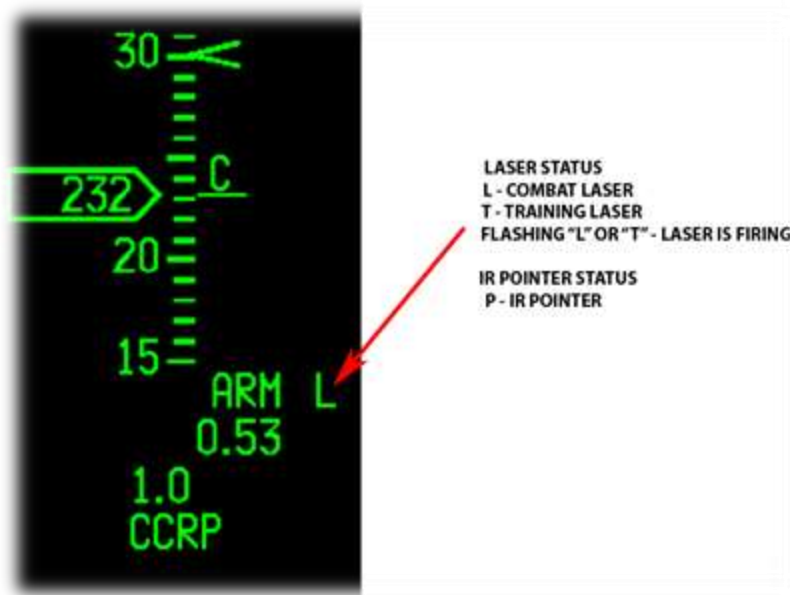 30
C
232
20
15
ARM L
0.53
1.0
CCRP
LASER STATUS
L - COMBAT LASER
T - TRAINING LASER
FLASHING "L" OR "T" - LASER IS FIRING
IR POINTER STATUS
P - IR POINTER